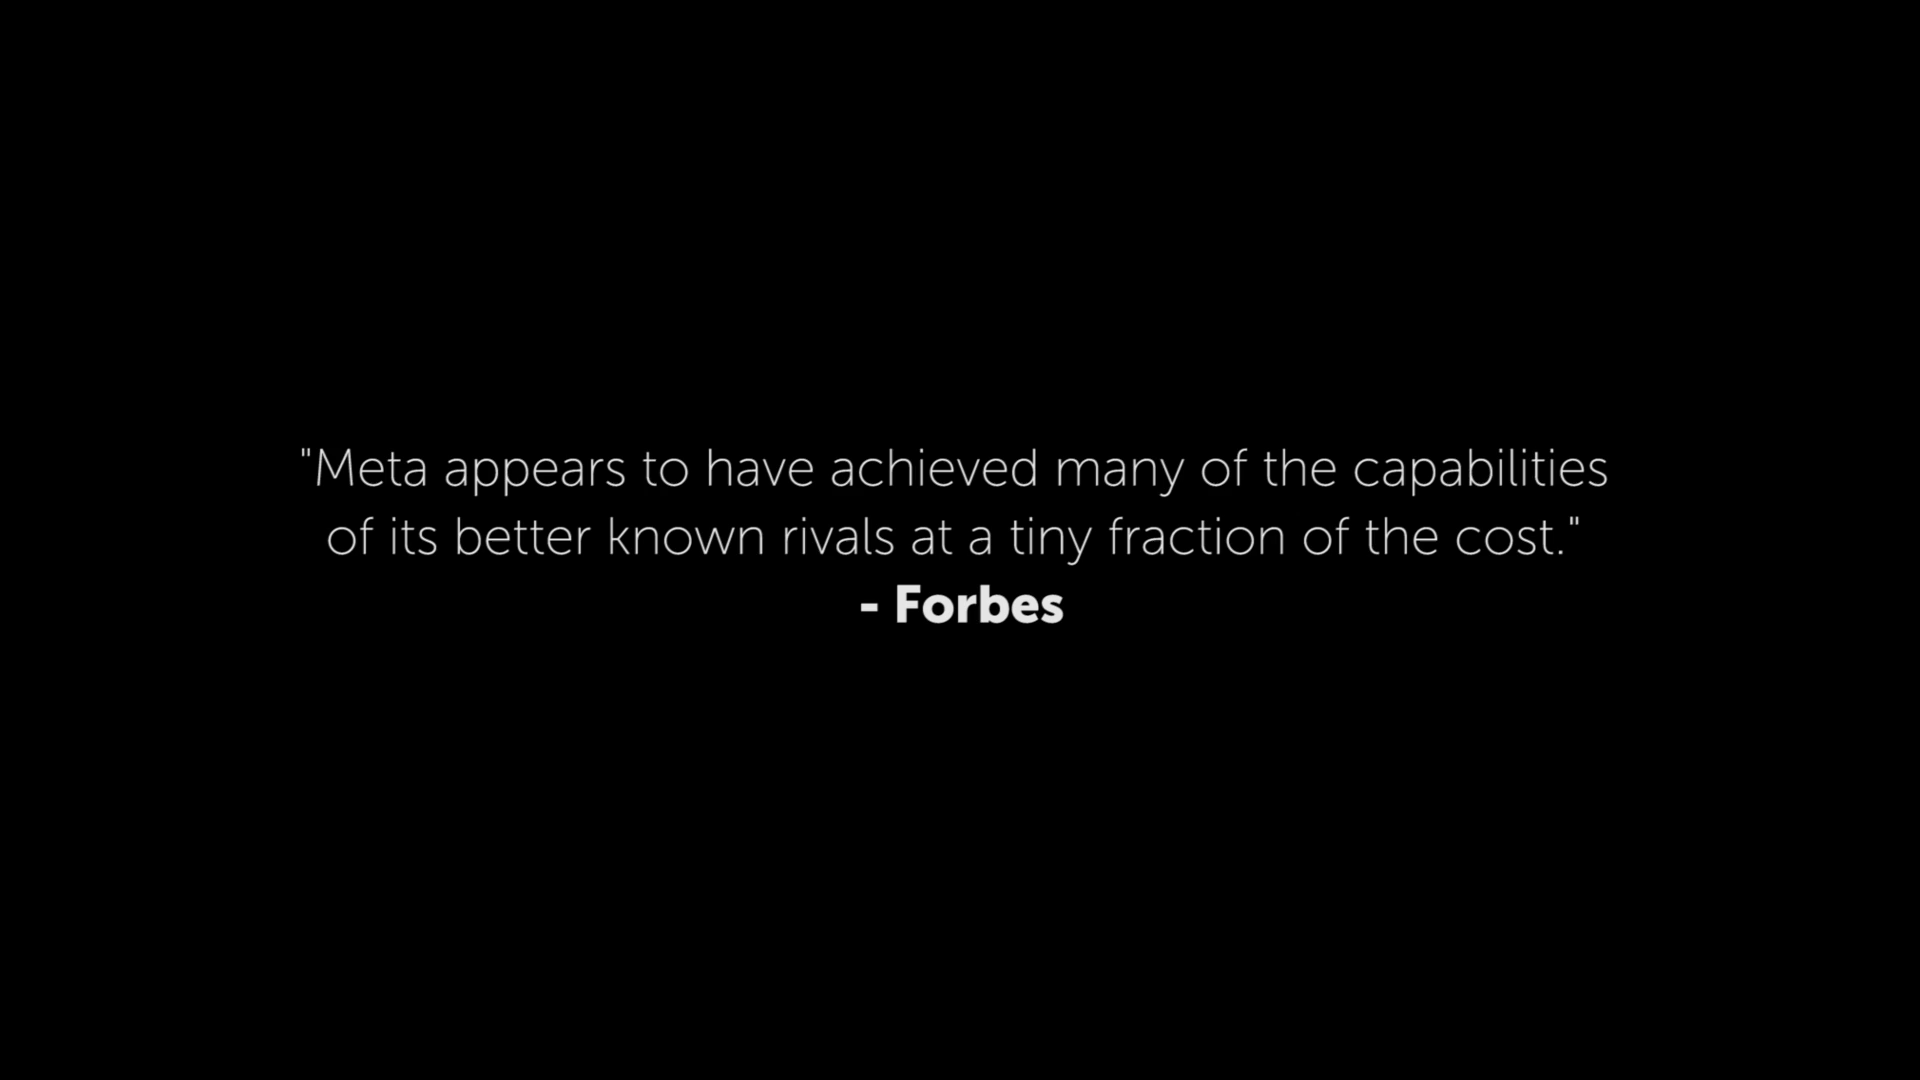 "Meta appears to have achieved many of the capabilities
of its better known rivals at a tiny fraction of the cost."
- Forbes